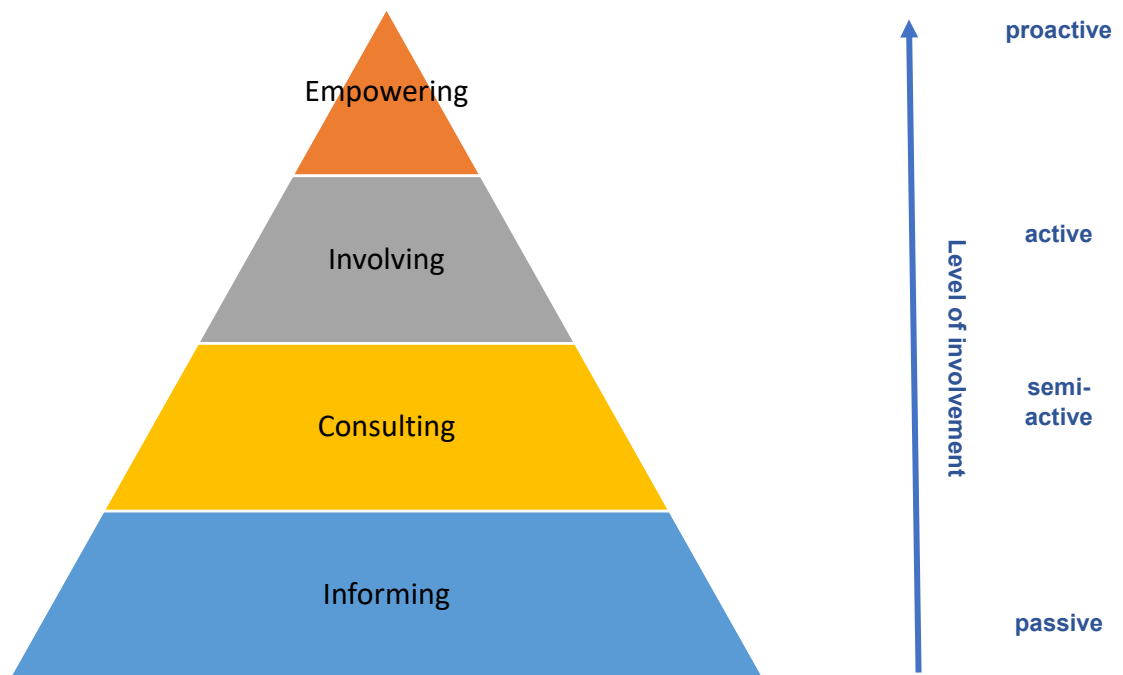 proactive
Empowering
active
Involving
Level of involvement
semi-
active
Consulting
Informing
passive